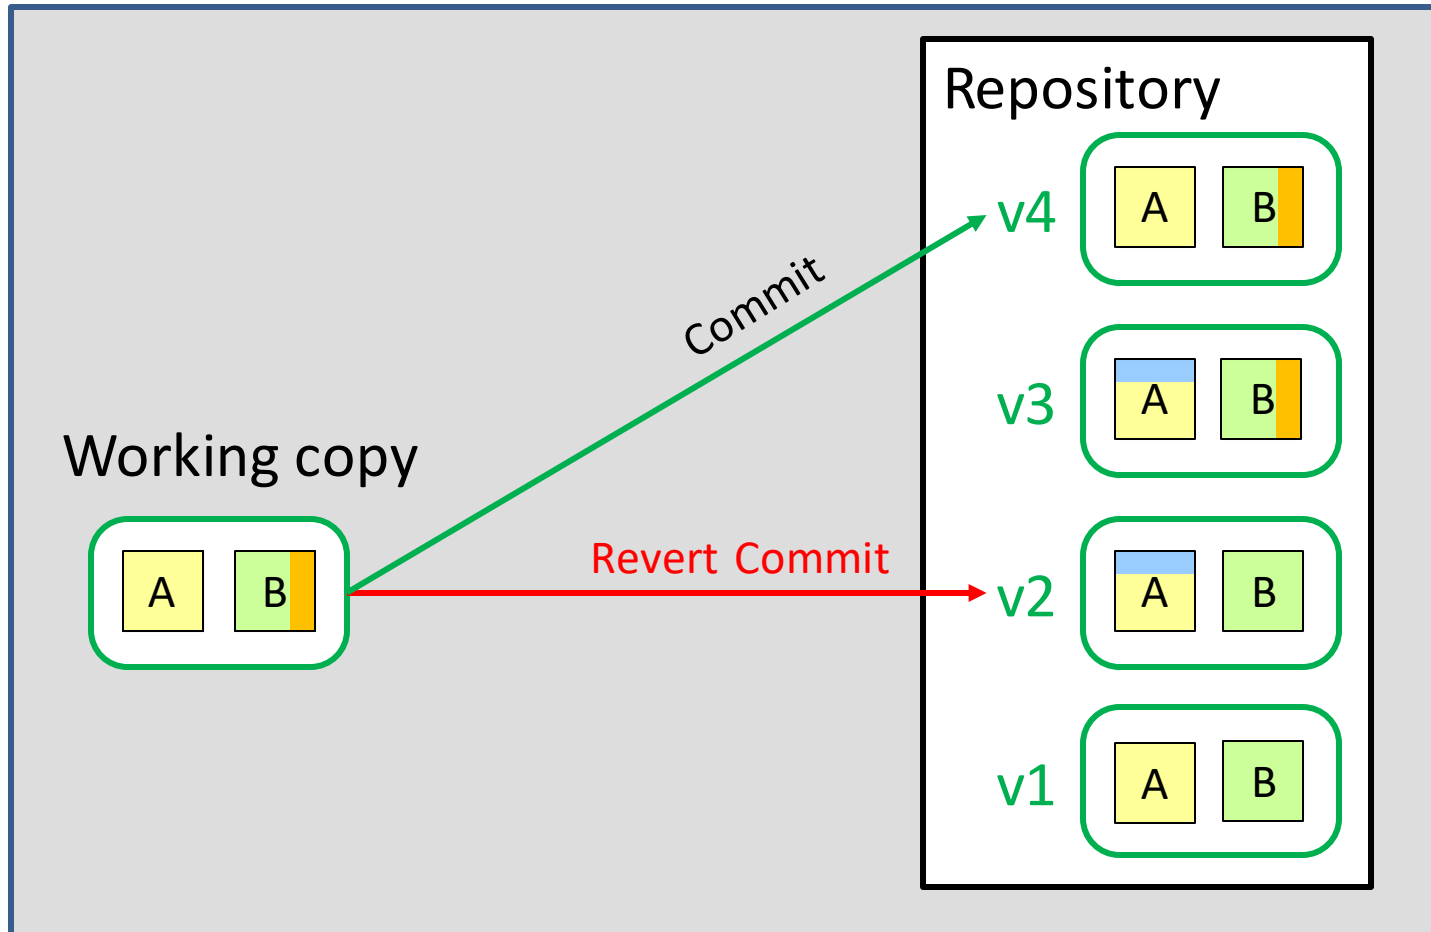 Repository
v4 A B
Commit
v3 A B
Working copy
A B
Revert Commit
v2 A B
v1 A B